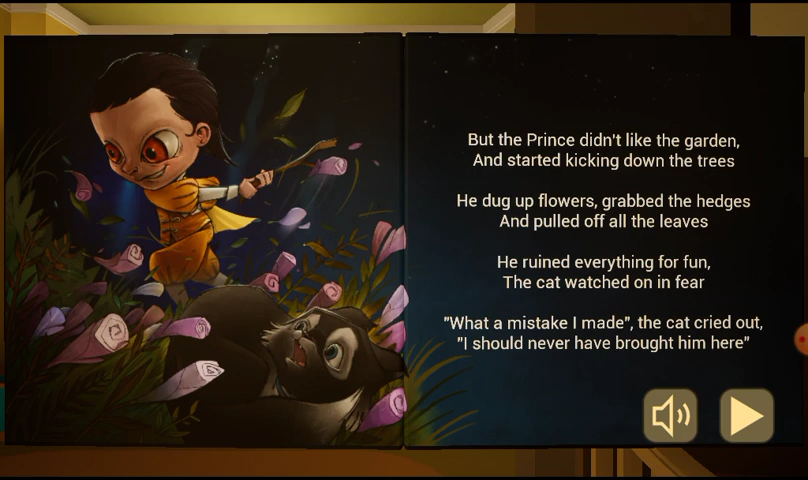 But the Prince didn't like the garden,
And started kicking down the trees
He dug up flowers, grabbed the hedges
And pulled off all the leaves
He ruined everything for fun,
The cat watched on in fear
"What a mistake I made", the cat cried out,
"I should never have brought him here"